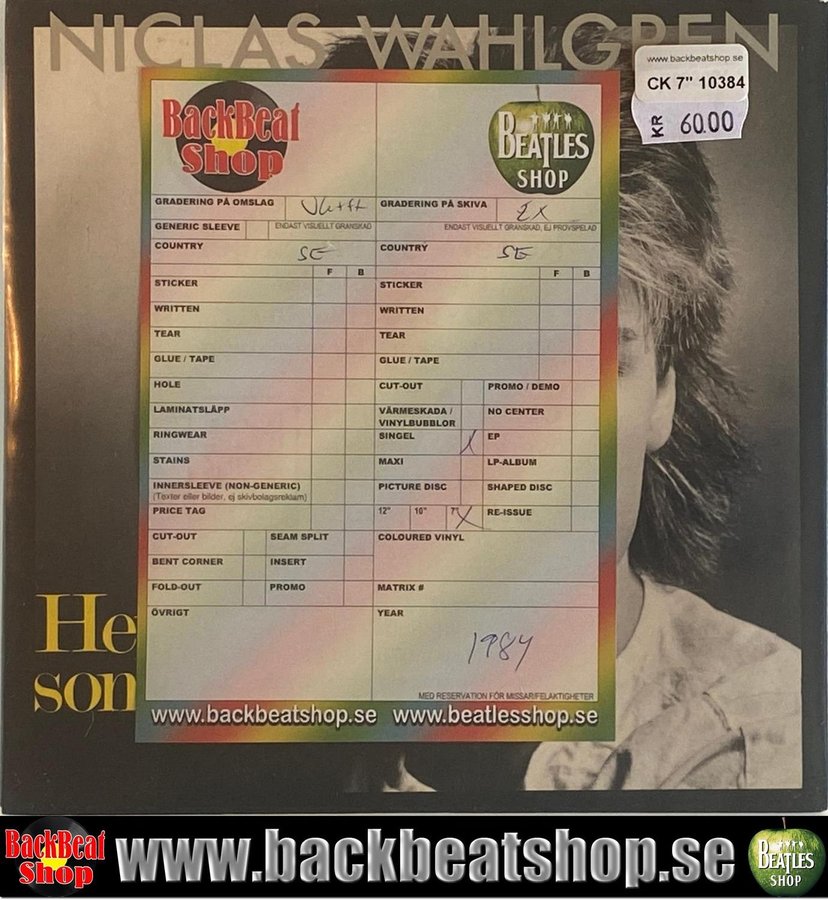 NICLAS WAHLGREN
www.backbeatshop.se
CK 7" 10384
KR 60.00
BackBeat
Shop
BEATLES
SHOP
GRADERING PÅ OMSLAG
GRADERING PÅ SKIVA EX
GENERIC SLEEVE ENDAST VISUELLT GRANSKAD
ENDAST VISUELLT GRANSKAD, EJ PROVSPELAD
COUNTRY SE
COUNTRY SE
F B
F B
STICKER
STICKER
WRITTEN
WRITTEN
TEAR
TEAR
GLUE / TAPE
GLUE / TAPE
HOLE
CUT-OUT PROMO / DEMO
LAMINATSLÄPP
VÄRMESKADA / NO CENTER
VINYLBUBBLOR
RINGWEAR
SINGEL X EP
STAINS
MAXI LP-ALBUM
INNERSLEEVE (NON-GENERIC)
(Texter eller bilder, ej skivbolagsreklam)
PICTURE DISC SHAPED DISC
PRICE TAG
12" 10" 7" X RE-ISSUE
CUT-OUT SEAM SPLIT
COLOURED VINYL
BENT CORNER INSERT
FOLD-OUT PROMO
MATRIX #
ÖVRIGT
YEAR
1984
He
som
MED RESERVATION FÖR MISSAR/FELAKTIGHETER
www.backbeatshop.se www.beatlesshop.se
BackBeat
Shop
www.backbeatshop.se
BEATLES
SHOP